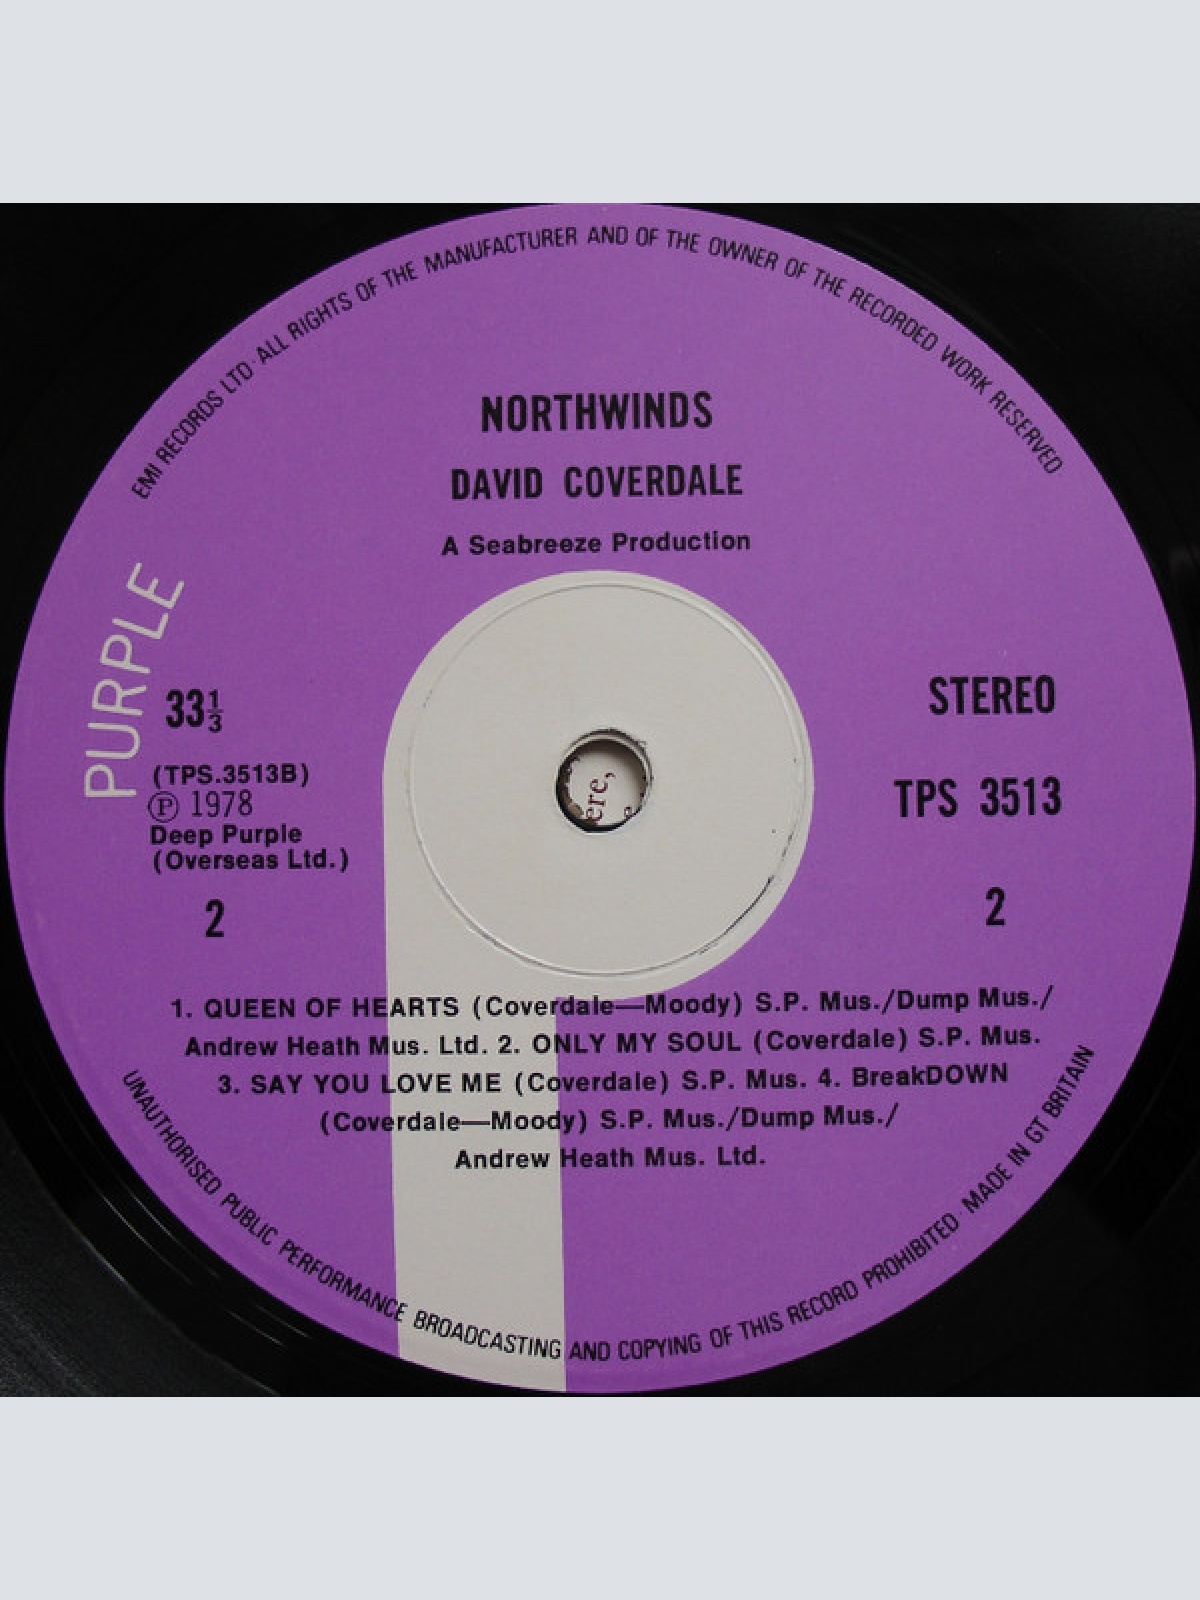 EMI RECORDS LTD · ALL RIGHTS OF THE MANUFACTURER AND OF THE OWNER OF THE RECORDED WORK RESERVED
NORTHWINDS
DAVID COVERDALE
A Seabreeze Production
PURPLE
33⅓
STEREO
(TPS.3513B)
℗ 1978
Deep Purple
(Overseas Ltd.)
TPS 3513
2
2
ere,
1. QUEEN OF HEARTS (Coverdale—Moody) S.P. Mus./Dump Mus./
Andrew Heath Mus. Ltd. 2. ONLY MY SOUL (Coverdale) S.P. Mus.
3. SAY YOU LOVE ME (Coverdale) S.P. Mus. 4. BreakDOWN
(Coverdale—Moody) S.P. Mus./Dump Mus./
Andrew Heath Mus. Ltd.
UNAUTHORISED PUBLIC PERFORMANCE BROADCASTING AND COPYING OF THIS RECORD PROHIBITED · MADE IN GT BRITAIN